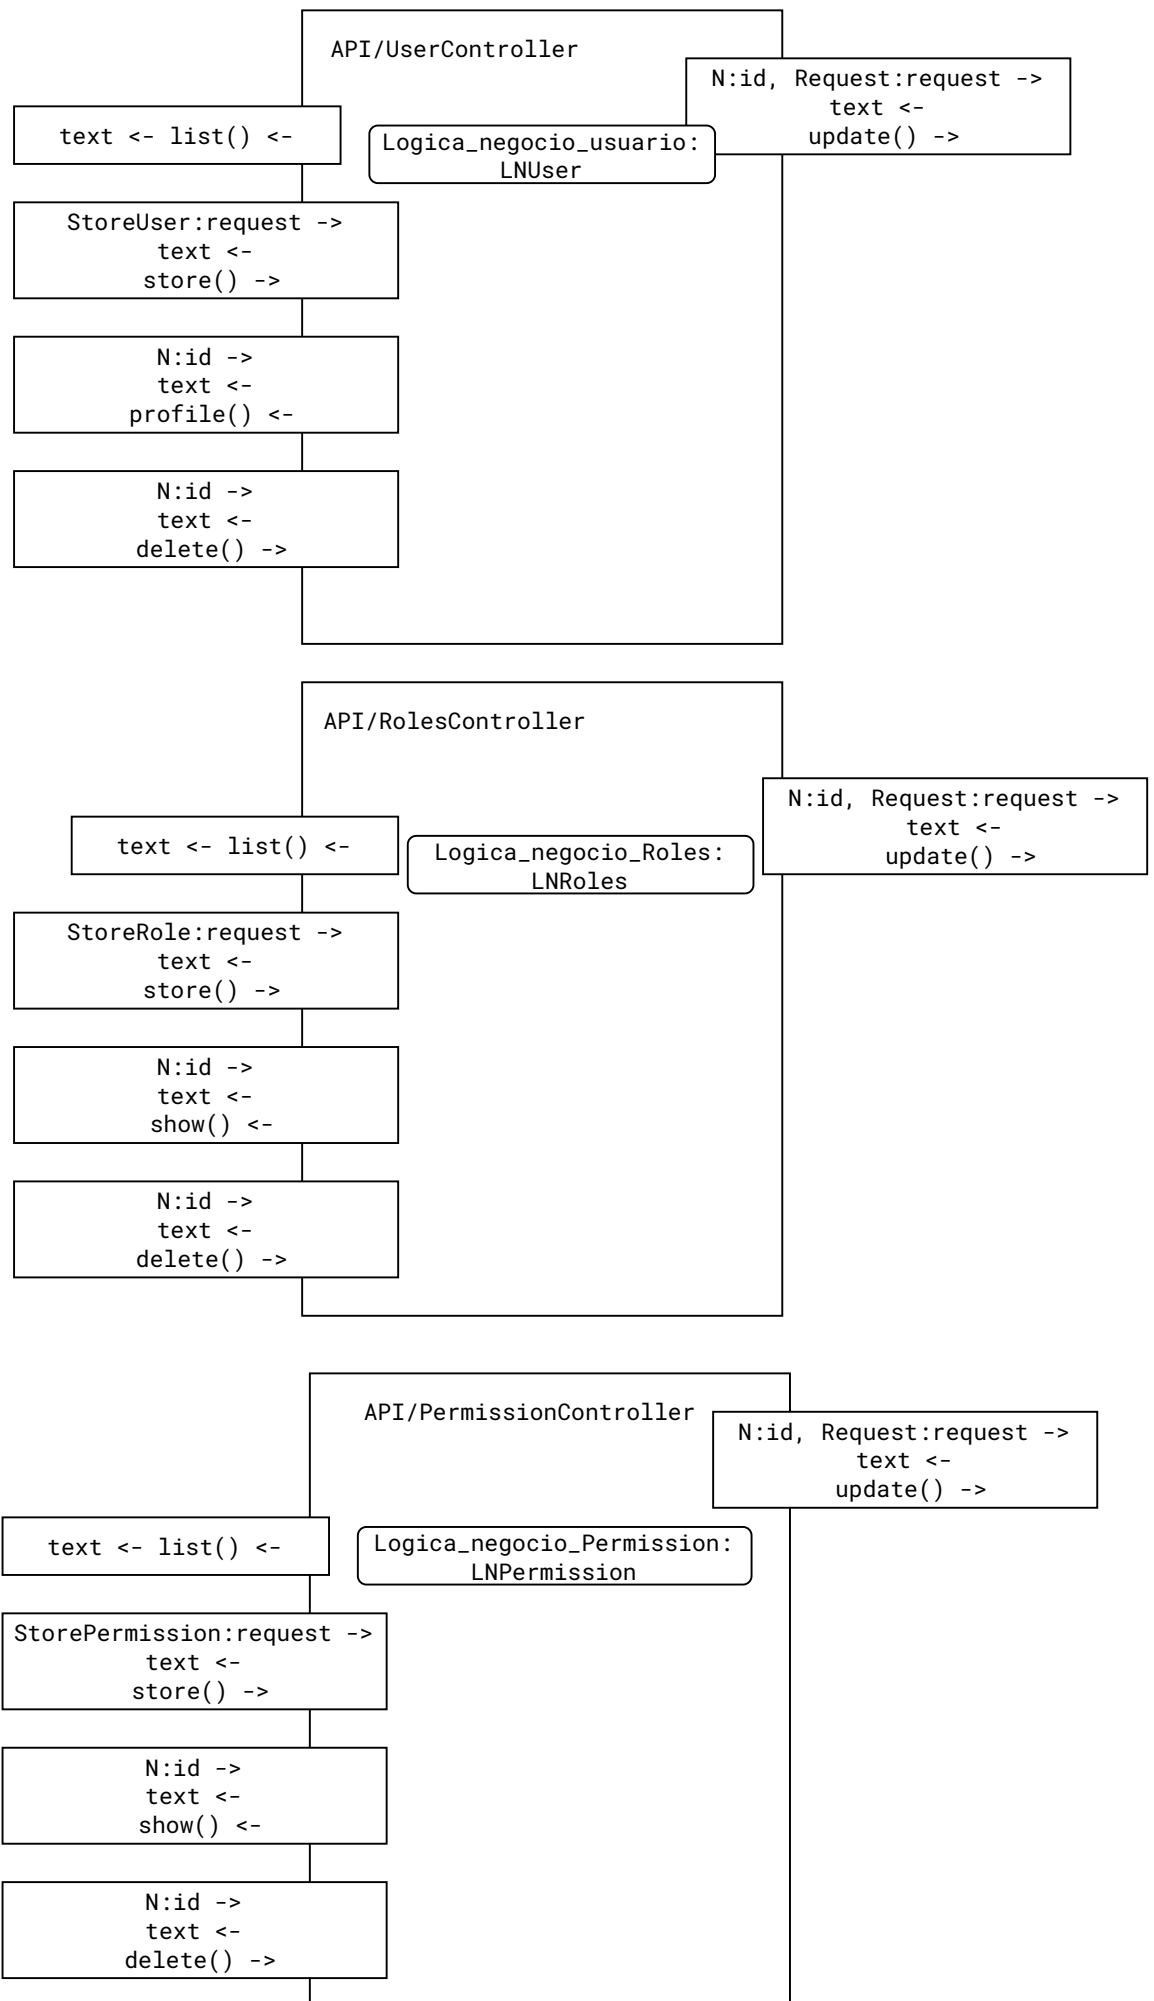 API/UserController
N:id, Request:request ->
text <-
update() ->
text <- list() <-
Logica_negocio_usuario:
LNUser
StoreUser:request ->
text <-
store() ->
N:id ->
text <-
profile() <-
N:id ->
text <-
delete() ->
API/RolesController
N:id, Request:request ->
text <-
update() ->
text <- list() <-
Logica_negocio_Roles:
LNRoles
StoreRole:request ->
text <-
store() ->
N:id ->
text <-
show() <-
N:id ->
text <-
delete() ->
API/PermissionController
N:id, Request:request ->
text <-
update() ->
text <- list() <-
Logica_negocio_Permission:
LNPermission
StorePermission:request ->
text <-
store() ->
N:id ->
text <-
show() <-
N:id ->
text <-
delete() ->